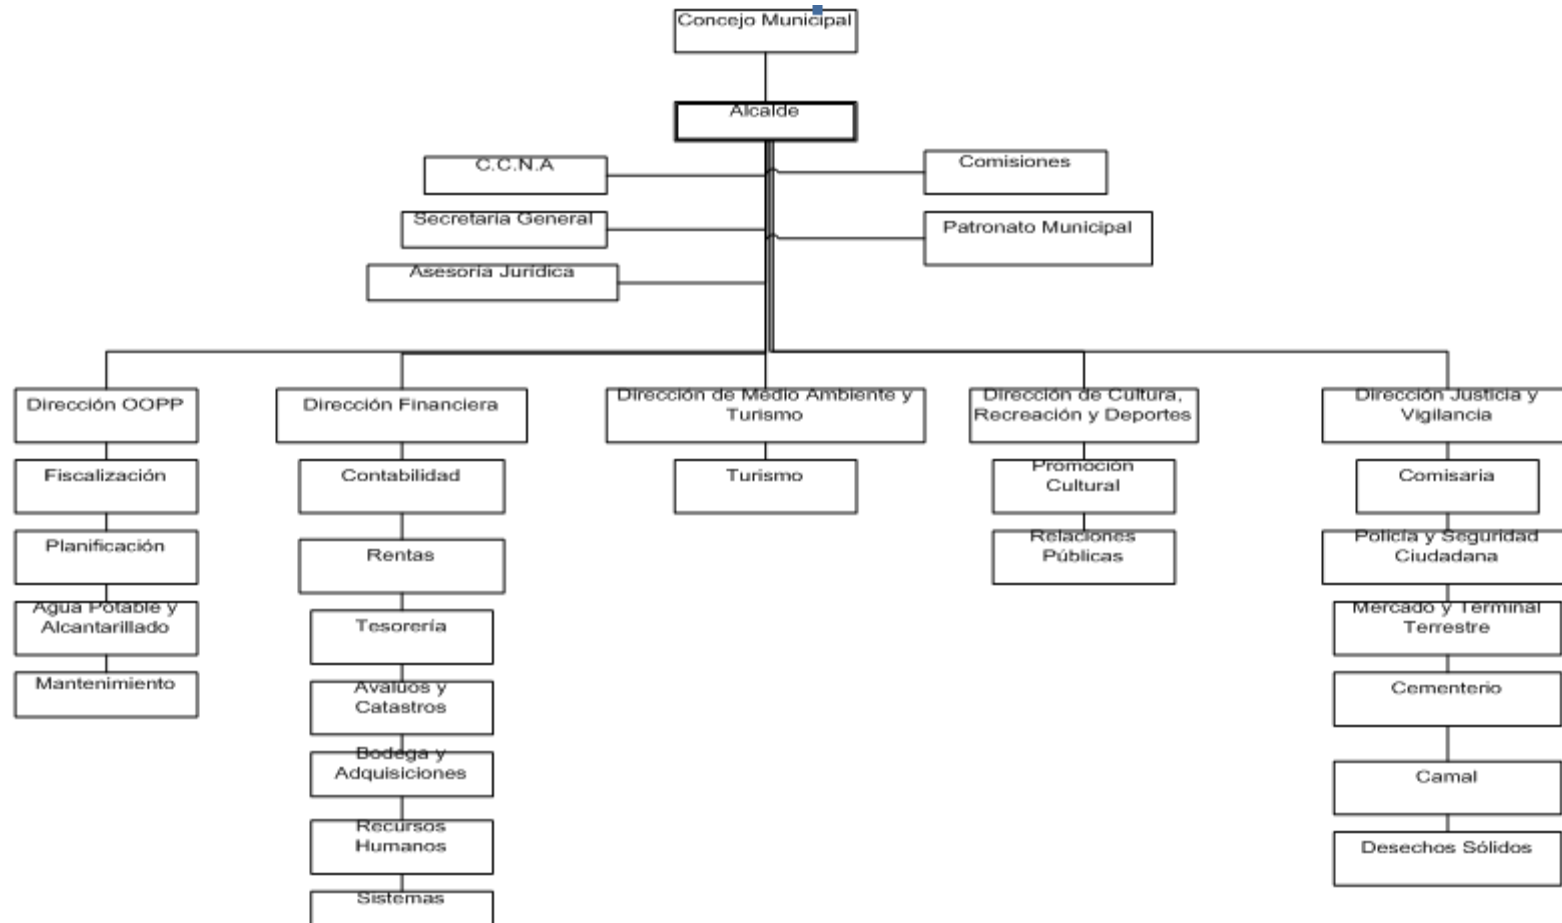 Concejo Municipal
Alcalde
C.C.N.A
Comisiones
Secretaria General
Patronato Municipal
Asesoría Jurídica
Dirección OOPP
Dirección Financiera
Dirección de Medio Ambiente y
Turismo
Dirección de Cultura,
Recreación y Deportes
Dirección Justicia y
Vigilancia
Fiscalización
Contabilidad
Turismo
Promoción
Cultural
Comisaria
Planificación
Rentas
Relaciones
Públicas
Policía y Seguridad
Ciudadana
Agua Potable y
Alcantarillado
Tesorería
Mercado y Terminal
Terrestre
Mantenimiento
Avalúos y
Catastros
Cementerio
Bodega y
Adquisiciones
Camal
Recursos
Humanos
Desechos Sólidos
Sistemas